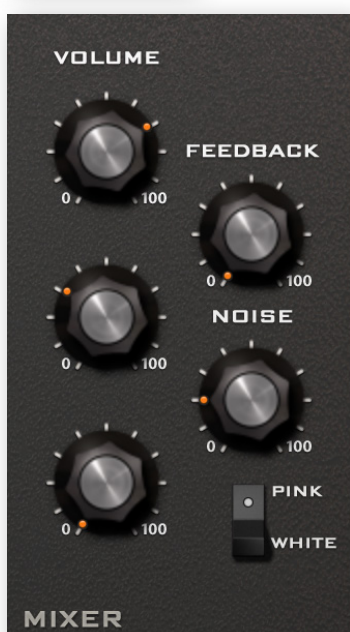 VOLUME
0 100
FEEDBACK
0 100
NOISE
0 100
0 100
0 100
PINK
WHITE
MIXER